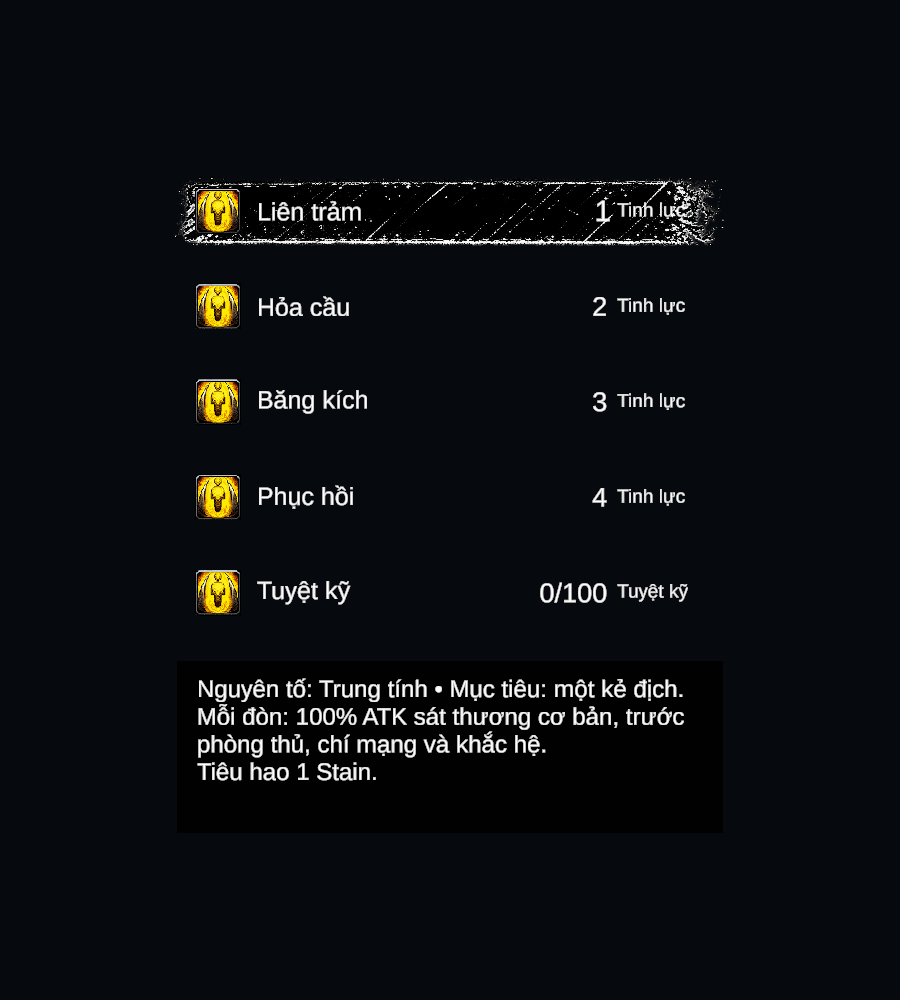 Liên trảm 1 Tinh lực
Hỏa cầu 2 Tinh lực
Băng kích 3 Tinh lực
Phục hồi 4 Tinh lực
Tuyệt kỹ 0/100 Tuyệt kỹ
Nguyên tố: Trung tính • Mục tiêu: một kẻ địch.
Mỗi đòn: 100% ATK sát thương cơ bản, trước
phòng thủ, chí mạng và khắc hệ.
Tiêu hao 1 Stain.